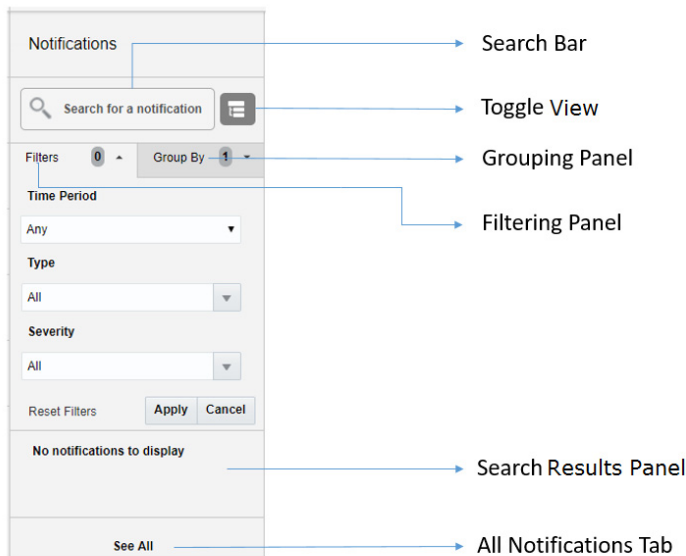 Notifications
Search Bar
Search for a notification
Toggle View
Filters 0 Group By 1
Grouping Panel
Time Period
Filtering Panel
Any
Type
All
Severity
All
Reset Filters Apply Cancel
No notifications to display
Search Results Panel
See All
All Notifications Tab